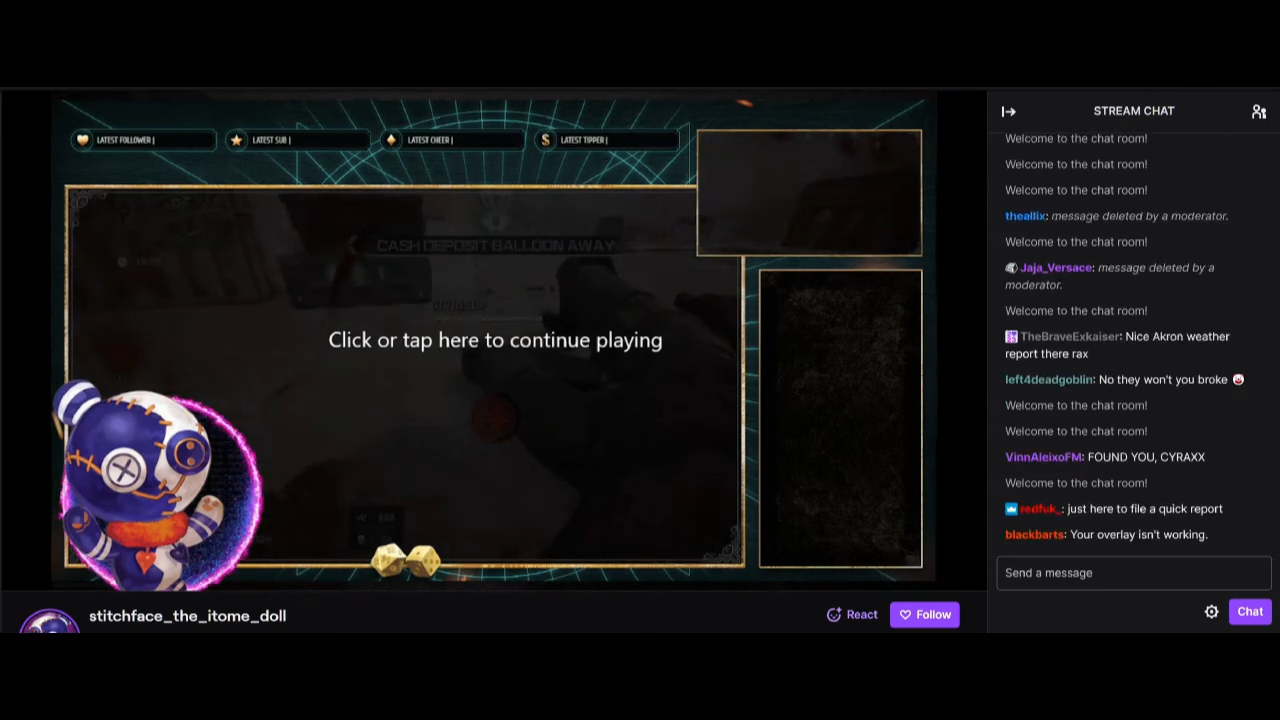 LATEST FOLLOWER |
LATEST SUB |
LATEST CHEER |
LATEST TIPPER |
CASH DEPOSIT BALLOON AWAY
Click or tap here to continue playing
stitchface_the_itome_doll
React
Follow
STREAM CHAT
Welcome to the chat room!
Welcome to the chat room!
Welcome to the chat room!
theallix: message deleted by a moderator.
Welcome to the chat room!
Jaja_Versace: message deleted by a
moderator.
Welcome to the chat room!
TheBraveExkaiser: Nice Akron weather
report there rax
left4deadgoblin: No they won't you broke
Welcome to the chat room!
Welcome to the chat room!
VinnAleixoFM: FOUND YOU, CYRAXX
Welcome to the chat room!
redfuk_: just here to file a quick report
blackbarts: Your overlay isn't working.
Send a message
Chat